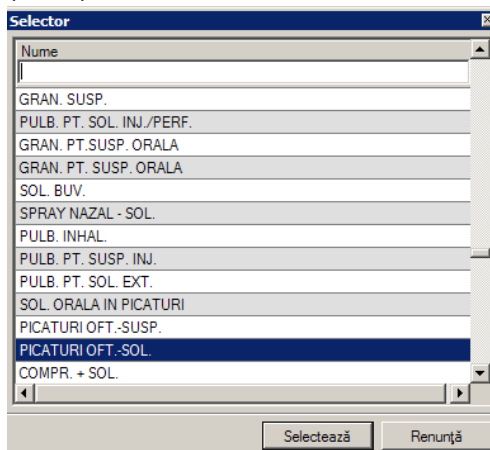 Selector
Nume
GRAN. SUSP.
PULB. PT. SOL. INJ./PERF.
GRAN. PT.SUSP. ORALA
GRAN. PT. SUSP. ORALA
SOL. BUV.
SPRAY NAZAL - SOL.
PULB. INHAL.
PULB. PT. SUSP. INJ.
PULB. PT. SOL. EXT.
SOL. ORALA IN PICATURI
PICATURI OFT.-SUSP.
PICATURI OFT.-SOL.
COMPR. + SOL.
Selectează Renunţă